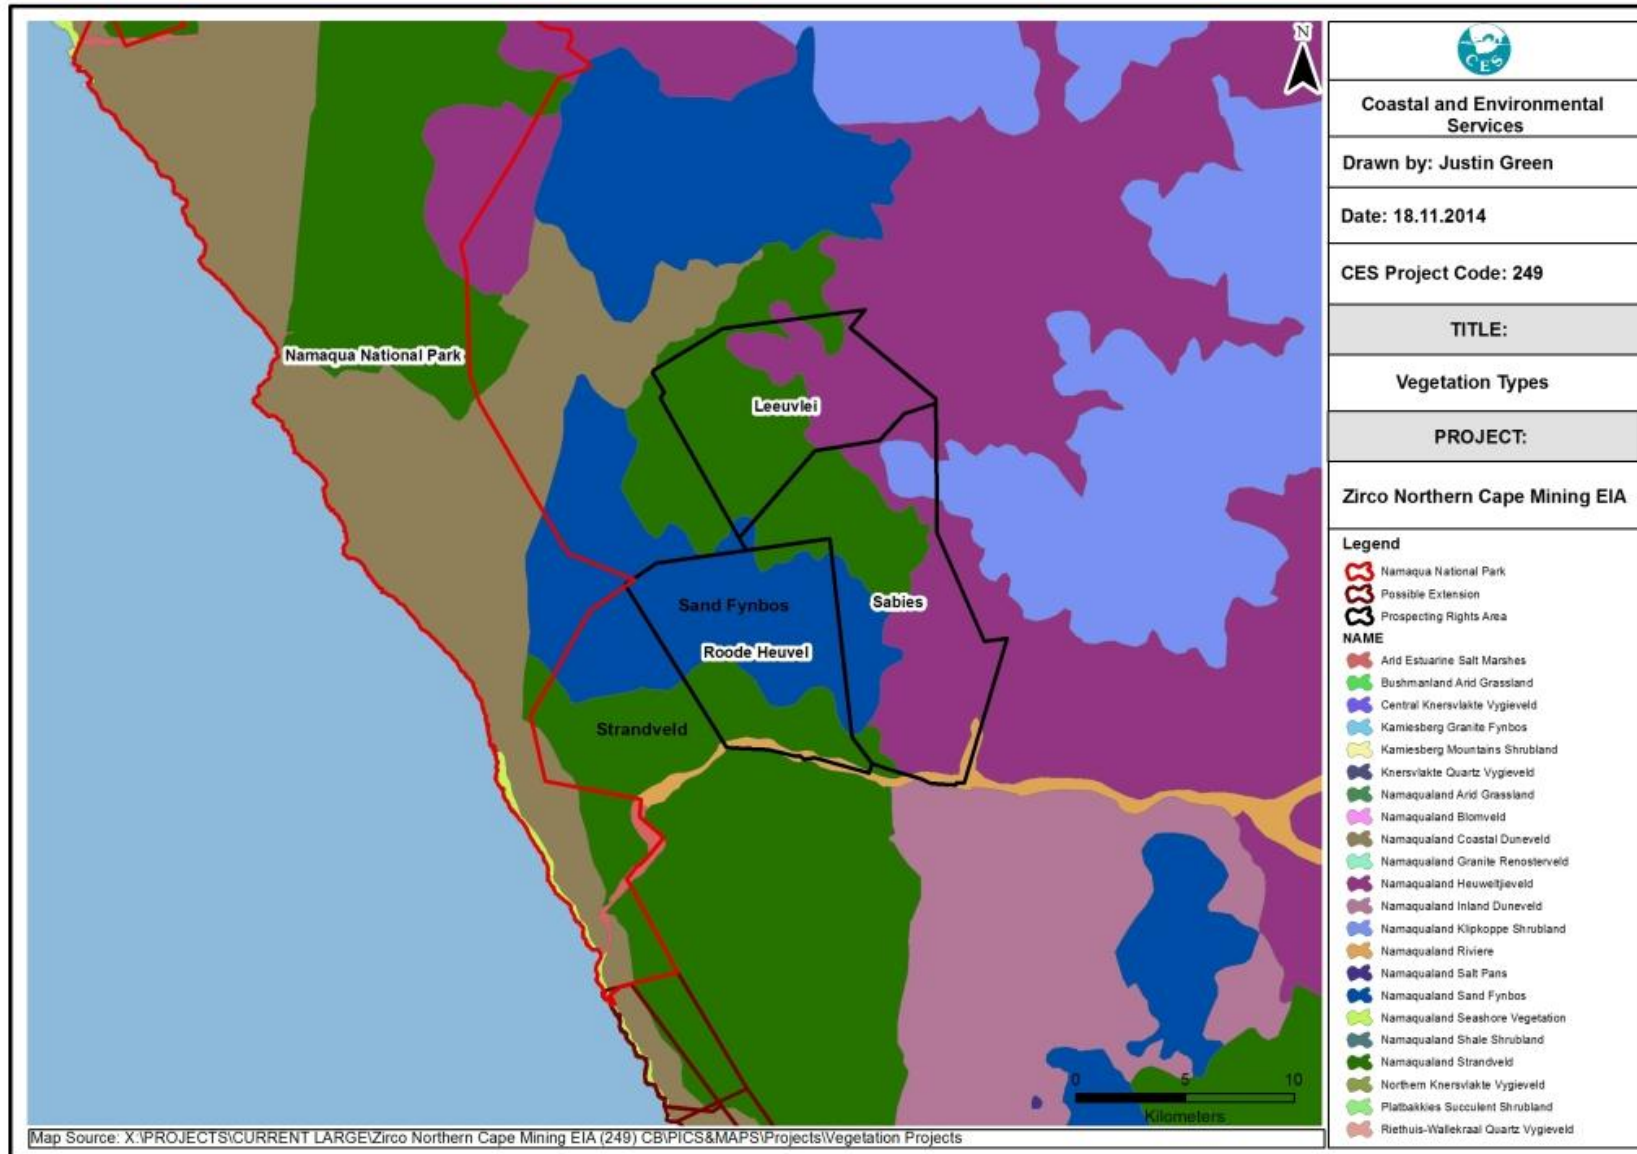 N
Namaqua National Park
Leeuvlei
Sand Fynbos
Sabies
Roode Heuvel
Strandveld
0 5 10
Kilometers
Map Source: X:\PROJECTS\CURRENT LARGE\Zirco Northern Cape Mining EIA (249) CB\PICS&MAPS\Projects\Vegetation Projects
CES
Coastal and Environmental
Services
Drawn by: Justin Green
Date: 18.11.2014
CES Project Code: 249
TITLE:
Vegetation Types
PROJECT:
Zirco Northern Cape Mining EIA
Legend
Namaqua National Park
Possible Extension
Prospecting Rights Area
NAME
Arid Estuarine Salt Marshes
Bushmanland Arid Grassland
Central Knersvlakte Vygieveld
Kamiesberg Granite Fynbos
Kamiesberg Mountains Shrubland
Knersvlakte Quartz Vygieveld
Namaqualand Arid Grassland
Namaqualand Blomveld
Namaqualand Coastal Duneveld
Namaqualand Granite Renosterveld
Namaqualand Heuweltjieveld
Namaqualand Inland Duneveld
Namaqualand Klipkoppe Shrubland
Namaqualand Riviere
Namaqualand Salt Pans
Namaqualand Sand Fynbos
Namaqualand Seashore Vegetation
Namaqualand Shale Shrubland
Namaqualand Strandveld
Northern Knersvlakte Vygieveld
Platbakkies Succulent Shrubland
Riethuis-Wallekraal Quartz Vygieveld